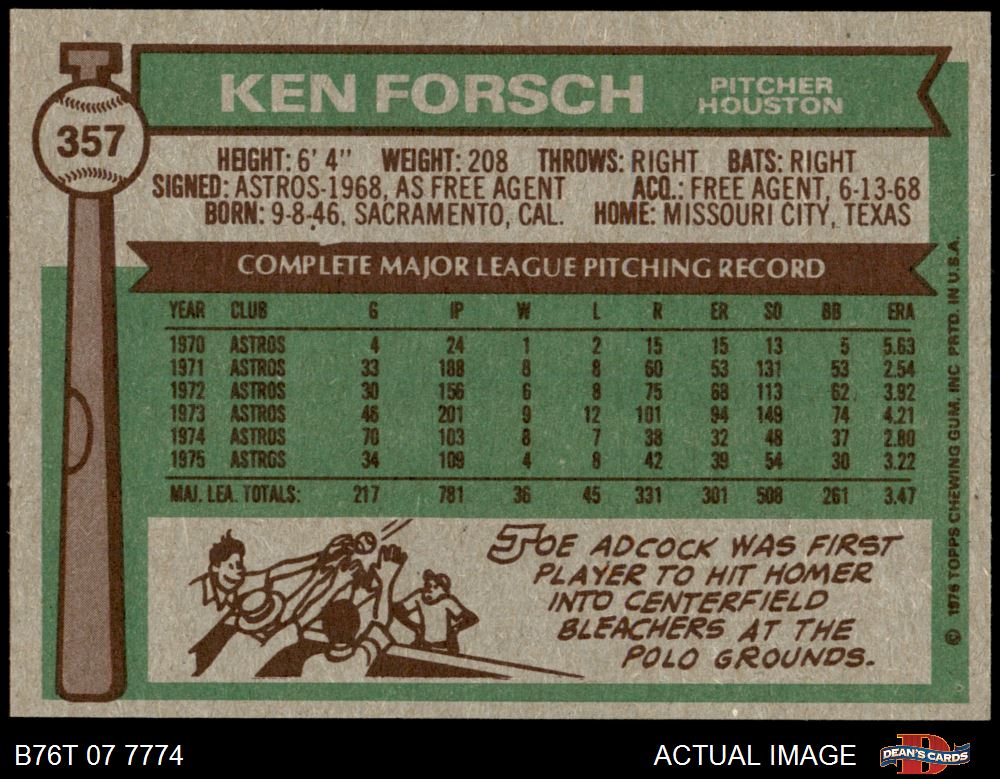 357
KEN FORSCH
PITCHER
HOUSTON
HEIGHT: 6' 4" WEIGHT: 208 THROWS: RIGHT BATS: RIGHT
SIGNED: ASTROS-1968, AS FREE AGENT ACQ.: FREE AGENT, 6-13-68
BORN: 9-8-46, SACRAMENTO, CAL. HOME: MISSOURI CITY, TEXAS
COMPLETE MAJOR LEAGUE PITCHING RECORD
YEAR CLUB G IP W L R ER SO BB ERA
1970 ASTROS 4 24 1 2 15 15 13 5 5.63
1971 ASTROS 33 188 8 8 60 53 131 53 2.54
1972 ASTROS 30 156 6 8 75 68 113 62 3.92
1973 ASTROS 46 201 9 12 101 94 149 74 4.21
1974 ASTROS 70 103 8 7 38 32 48 37 2.80
1975 ASTROS 34 109 4 8 42 39 54 30 3.22
MAJ. LEA. TOTALS: 217 781 36 45 331 301 508 261 3.47
JOE ADCOCK WAS FIRST
PLAYER TO HIT HOMER
INTO CENTERFIELD
BLEACHERS AT THE
POLO GROUNDS.
© 1976 TOPPS CHEWING GUM, INC PRTD. IN U.S.A.
B76T 07 7774
ACTUAL IMAGE
DEAN'S CARDS